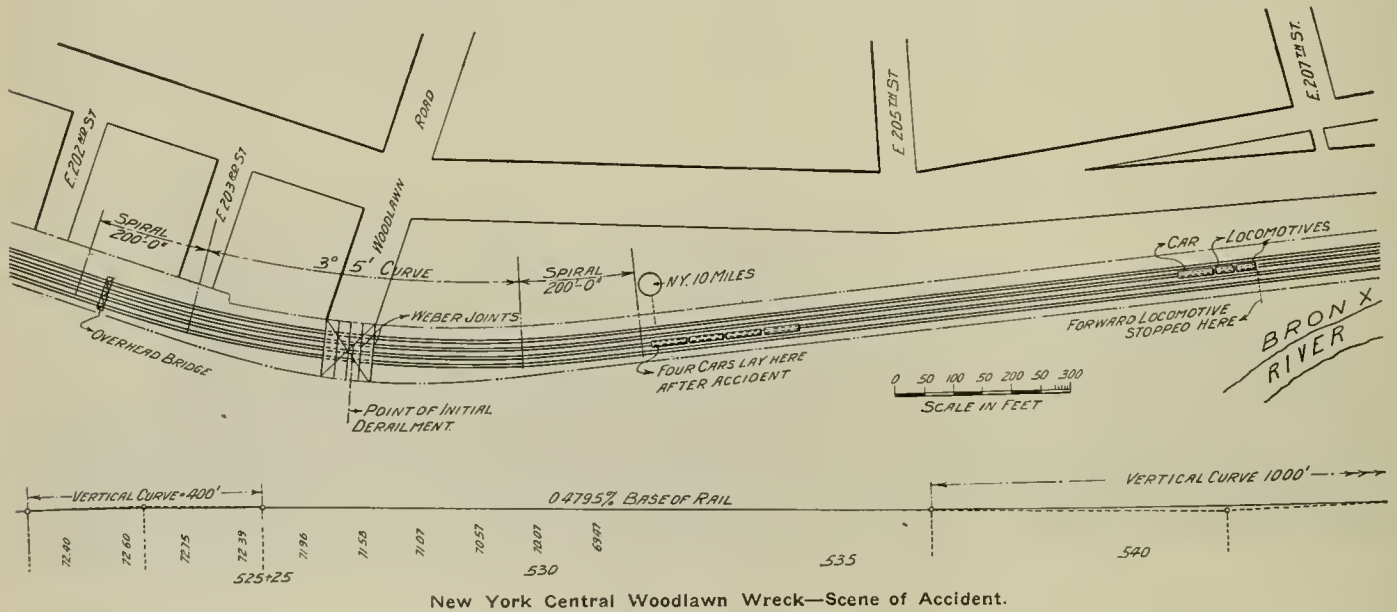 E. 202ND ST
E 203RD ST
WOODLAWN
ROAD
E. 205TH ST
E. 207TH ST.
SPIRAL
200'-0"
3° 5' CURVE
SPIRAL
200'-0"
N.Y. 10 MILES
CAR
LOCOMOTIVES
WEBER JOINTS
OVERHEAD BRIDGE
FOUR CARS LAY HERE
AFTER ACCIDENT
FORWARD LOCOMOTIVE
STOPPED HERE
BRONX
RIVER
POINT OF INITIAL
DERAILMENT.
0 50 100 50 200 50 300
SCALE IN FEET
VERTICAL CURVE=400'
0.4795% BASE OF RAIL
VERTICAL CURVE 1000'
72.40
72.60
72.75
72.39
71.96
71.58
71.07
70.57
70.07
69.47
525+25
530
535
540
New York Central Woodlawn Wreck—Scene of Accident.